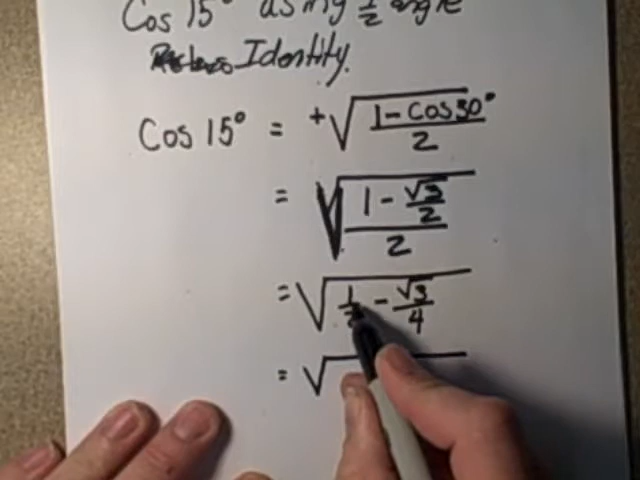 Cos 15° using 1/2 angle
Identity.
Cos 15° = +√((1 - Cos 30°)/2)
= √((1 - √3/2)/2)
= √(1/2 - √3/4)
= √